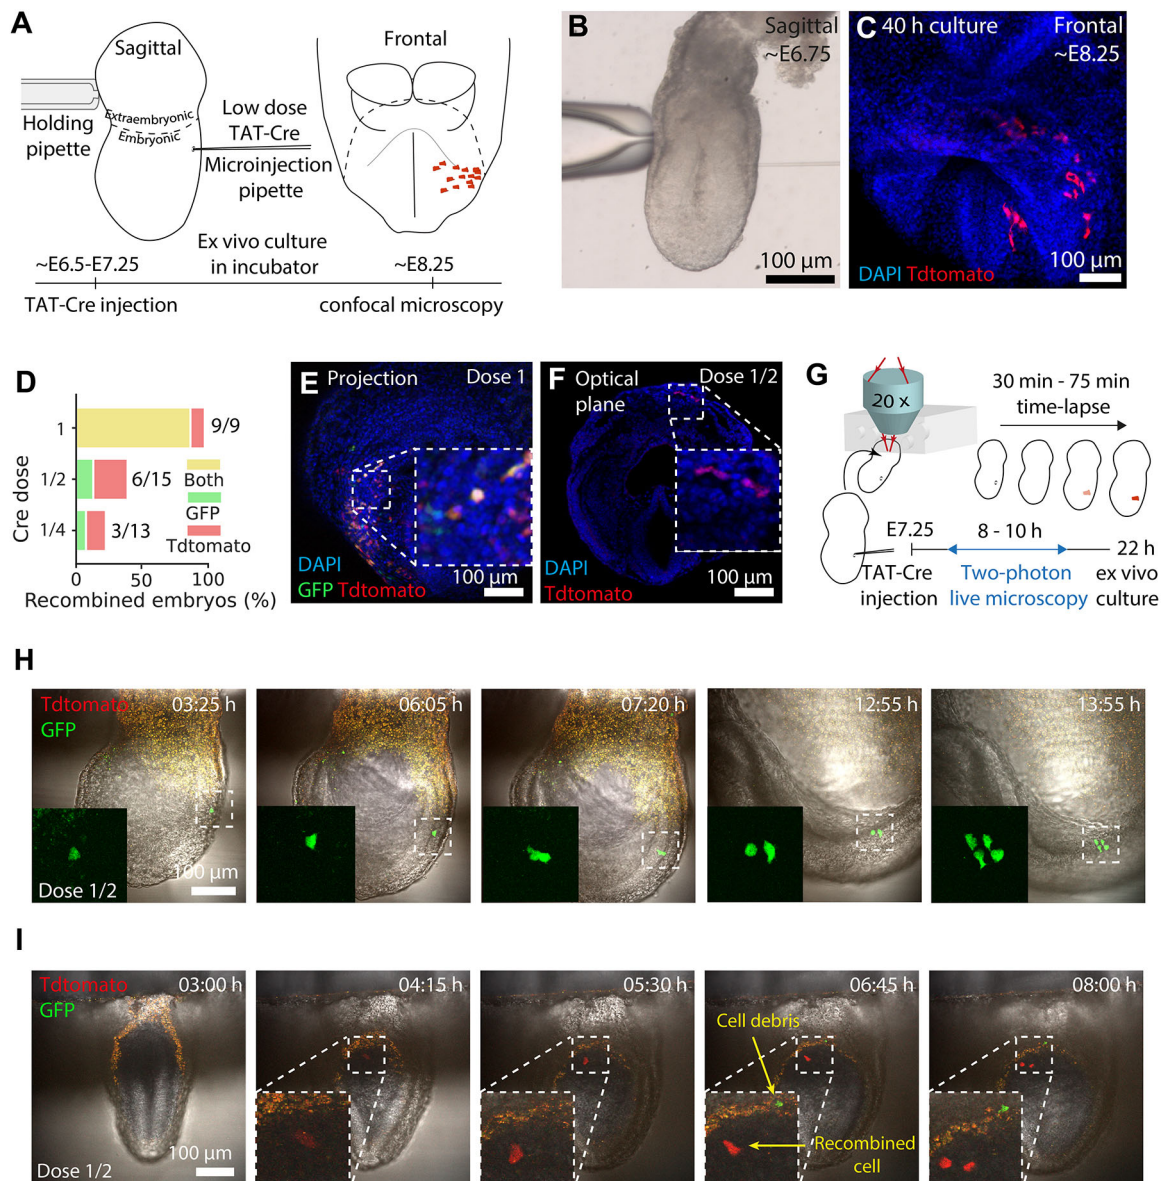 A
Sagittal
Frontal
Extraembryonic
Embryonic
Holding
pipette
Low dose
TAT-Cre
Microinjection
pipette
Ex vivo culture
in incubator
~E6.5-E7.25
~E8.25
TAT-Cre injection
confocal microscopy
B
Sagittal
~E6.75
100 μm
C
40 h culture
Frontal
~E8.25
DAPI Tdtomato
100 μm
D
Cre dose
1
1/2
1/4
9/9
6/15
3/13
Both
GFP
Tdtomato
0
50
100
Recombined embryos (%)
E
Projection
Dose 1
DAPI
GFP Tdtomato
100 μm
F
Optical
plane
Dose 1/2
DAPI
Tdtomato
100 μm
G
20 x
30 min - 75 min
time-lapse
E7.25
8 - 10 h
22 h
TAT-Cre
injection
Two-photon
live microscopy
ex vivo
culture
H
Tdtomato
GFP
03:25 h
Dose 1/2
100 μm
06:05 h
07:20 h
12:55 h
13:55 h
I
Tdtomato
GFP
03:00 h
Dose 1/2
100 μm
04:15 h
05:30 h
06:45 h
Cell debris
Recombined
cell
08:00 h